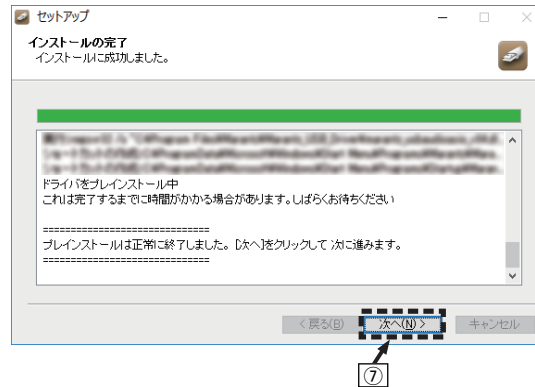 セットアップ
インストールの完了
インストールに成功しました。
ドライバをプレインストール中
これは完了するまでに時間がかかる場合があります。しばらくお待ちください
==============================
プレインストールは正常に終了しました。[次へ]をクリックして 次に進みます。
==============================
< 戻る(B)
次へ(N) >
キャンセル
⑦